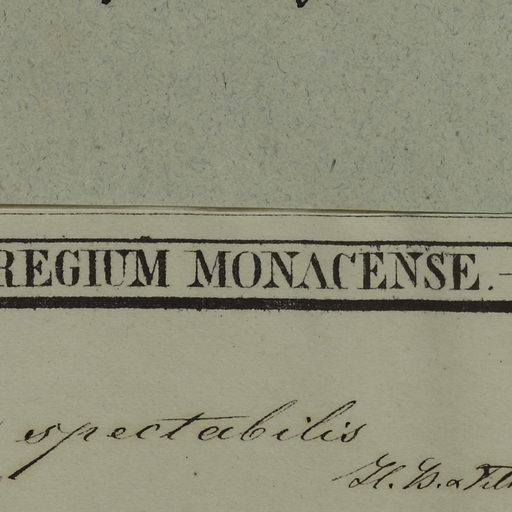 REGIUM MONACENSE.
spectabilis
H. B. &